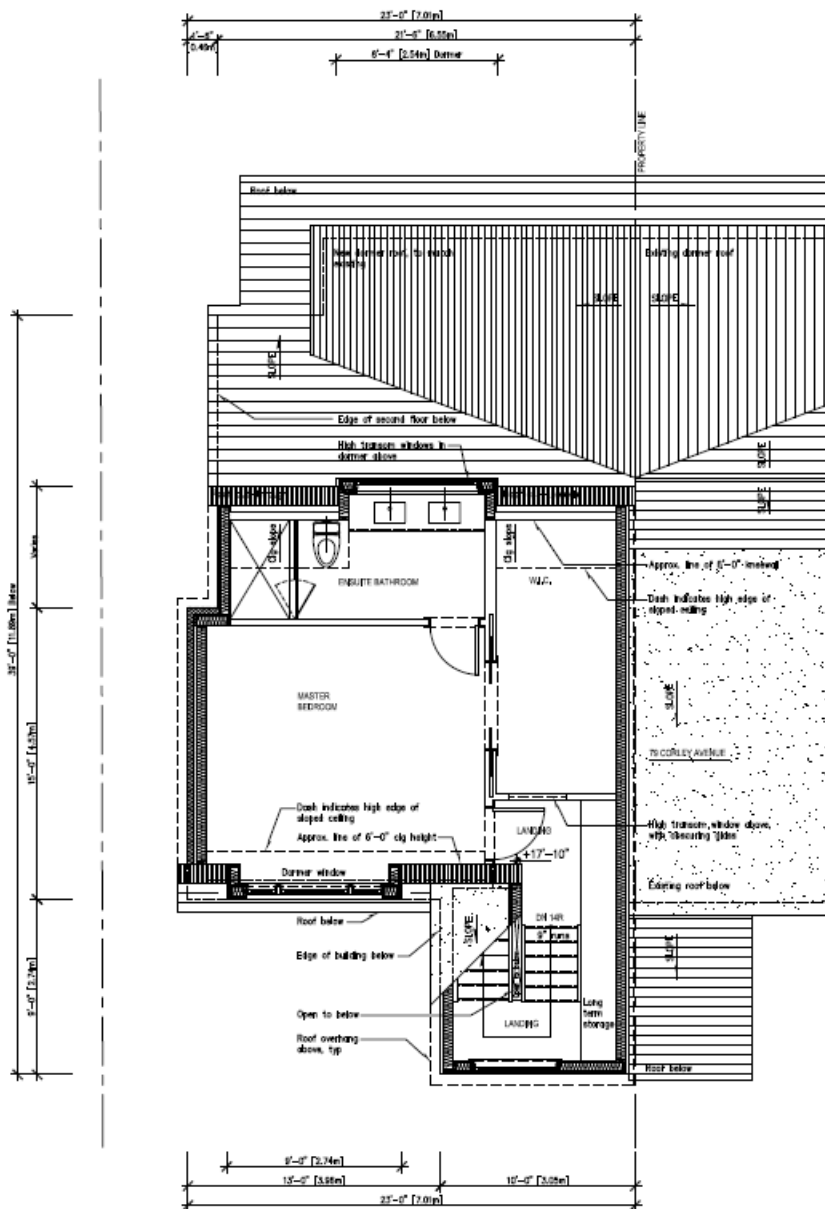 23'-0" [7.01m]
1'-6"
[0.46m]
21'-6" [6.55m]
8'-4" [2.54m] Dormer
PROPERTY LINE
Roof below
New dormer roof, to match
existing
Existing dormer roof
SLOPE
SLOPE
SLOPE
Edge of second floor below
High transom windows in
dormer above
SLOPE
SLOPE
Clg slope
Clg slope
ENSUITE BATHROOM
W.I.C.
Approx. line of 6'-0" kneewall
Dash indicates high edge of
sloped ceiling
Varies
39'-0" [11.89m] Below
MASTER
BEDROOM
SLOPE
79 CORLEY AVENUE
15'-0" [4.57m]
Dash indicates high edge of
sloped ceiling
Approx. line of 6'-0" clg height
LANDING
High transom window above,
with obscuring glass
+17'-10"
Dormer window
Existing roof below
Roof below
SLOPE
DN 14R
9" runs
Edge of building below
SLOPE
9'-0" [2.74m]
Open to below
Open to below
LANDING
Long
term
storage
Roof overhang
above, typ
Roof below
9'-0" [2.74m]
13'-0" [3.96m]
10'-0" [3.05m]
23'-0" [7.01m]